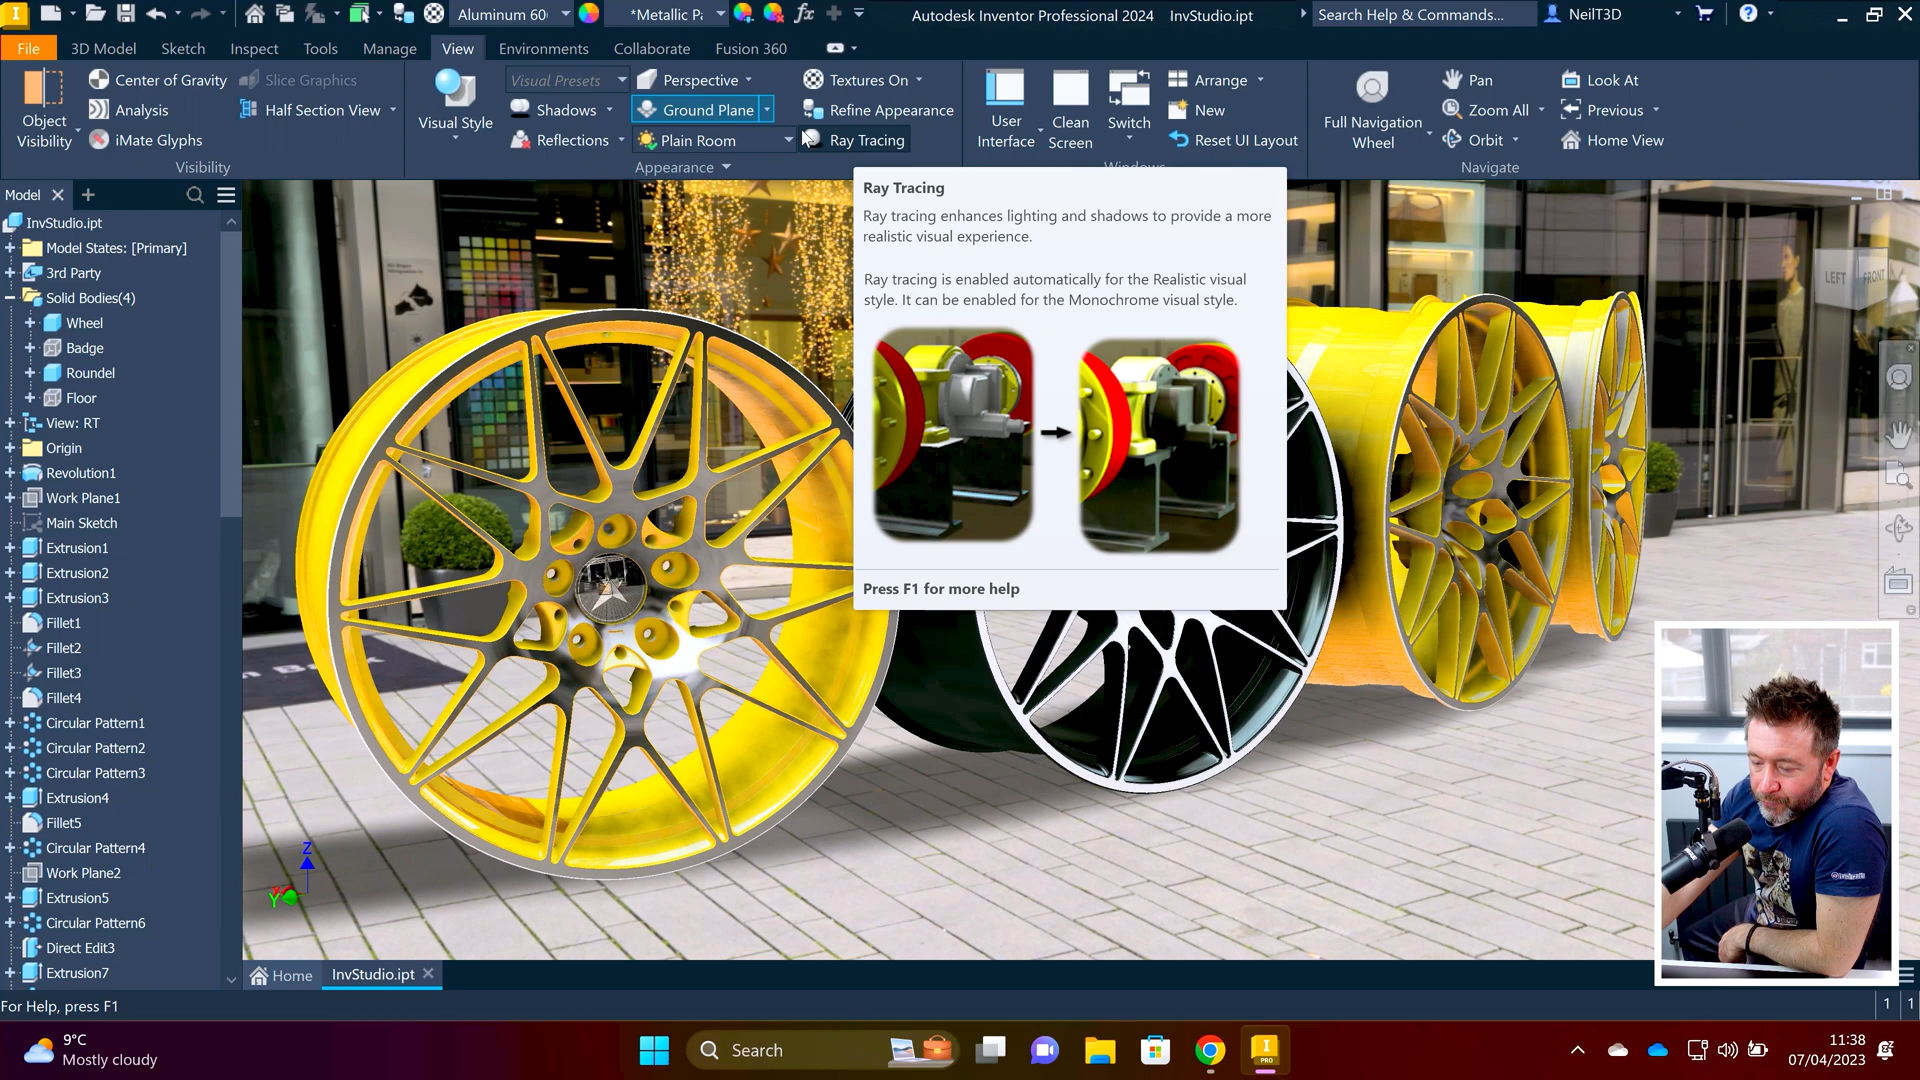 Aluminum 60
*Metallic Pa
fx
Autodesk Inventor Professional 2024 InvStudio.ipt
Search Help & Commands...
NeilT3D
File
3D Model
Sketch
Inspect
Tools
Manage
View
Environments
Collaborate
Fusion 360
Object
Visibility
Center of Gravity
Analysis
iMate Glyphs
Slice Graphics
Half Section View
Visibility
Visual Style
Visual Presets
Shadows
Reflections
Perspective
Ground Plane
Plain Room
Textures On
Refine Appearance
Ray Tracing
Appearance
User
Interface
Clean
Screen
Switch
Arrange
New
Reset UI Layout
Windows
Full Navigation
Wheel
Pan
Zoom All
Orbit
Look At
Previous
Home View
Navigate
Model
InvStudio.ipt
Model States: [Primary]
3rd Party
Solid Bodies(4)
Wheel
Badge
Roundel
Floor
View: RT
Origin
Revolution1
Work Plane1
Main Sketch
Extrusion1
Extrusion2
Extrusion3
Fillet1
Fillet2
Fillet3
Fillet4
Circular Pattern1
Circular Pattern2
Circular Pattern3
Extrusion4
Fillet5
Circular Pattern4
Work Plane2
Extrusion5
Circular Pattern6
Direct Edit3
Extrusion7
Ray Tracing
Ray tracing enhances lighting and shadows to provide a more
realistic visual experience.
Ray tracing is enabled automatically for the Realistic visual
style. It can be enabled for the Monochrome visual style.
Press F1 for more help
LEFT
FRONT
Z
Y
Home
InvStudio.ipt
For Help, press F1
1 1
9°C
Mostly cloudy
Search
I
PRO
11:38
07/04/2023